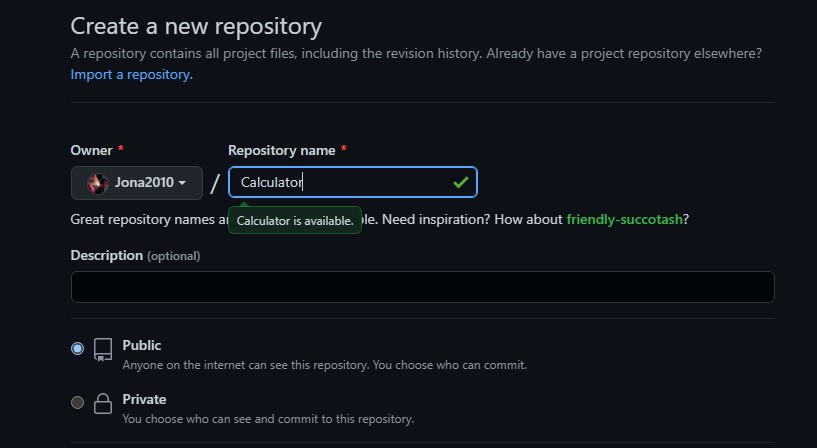 Create a new repository
A repository contains all project files, including the revision history. Already have a project repository elsewhere?
Import a repository.
Owner *
Repository name *
Jona2010
/
Calculator
Great repository names a
le. Need inspiration? How about friendly-succotash?
Calculator is available.
Description (optional)
Public
Anyone on the internet can see this repository. You choose who can commit.
Private
You choose who can see and commit to this repository.